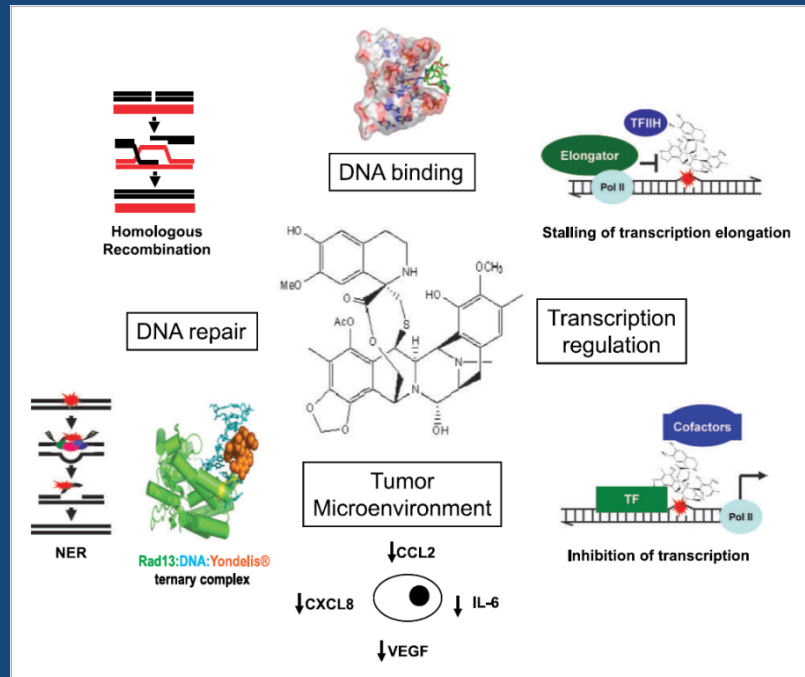 DNA binding
Homologous
Recombination
TFIIH
Elongator
Pol II
Stalling of transcription elongation
HO
MeO
NH
O
AcO
O
S
H
HO
OCH3
N
N
O
O
OH
DNA repair
Transcription
regulation
Tumor
Microenvironment
NER
Rad13:DNA:Yondelis®
ternary complex
Cofactors
TF
Pol II
Inhibition of transcription
↓CCL2
↓CXCL8
↓ IL-6
↓VEGF